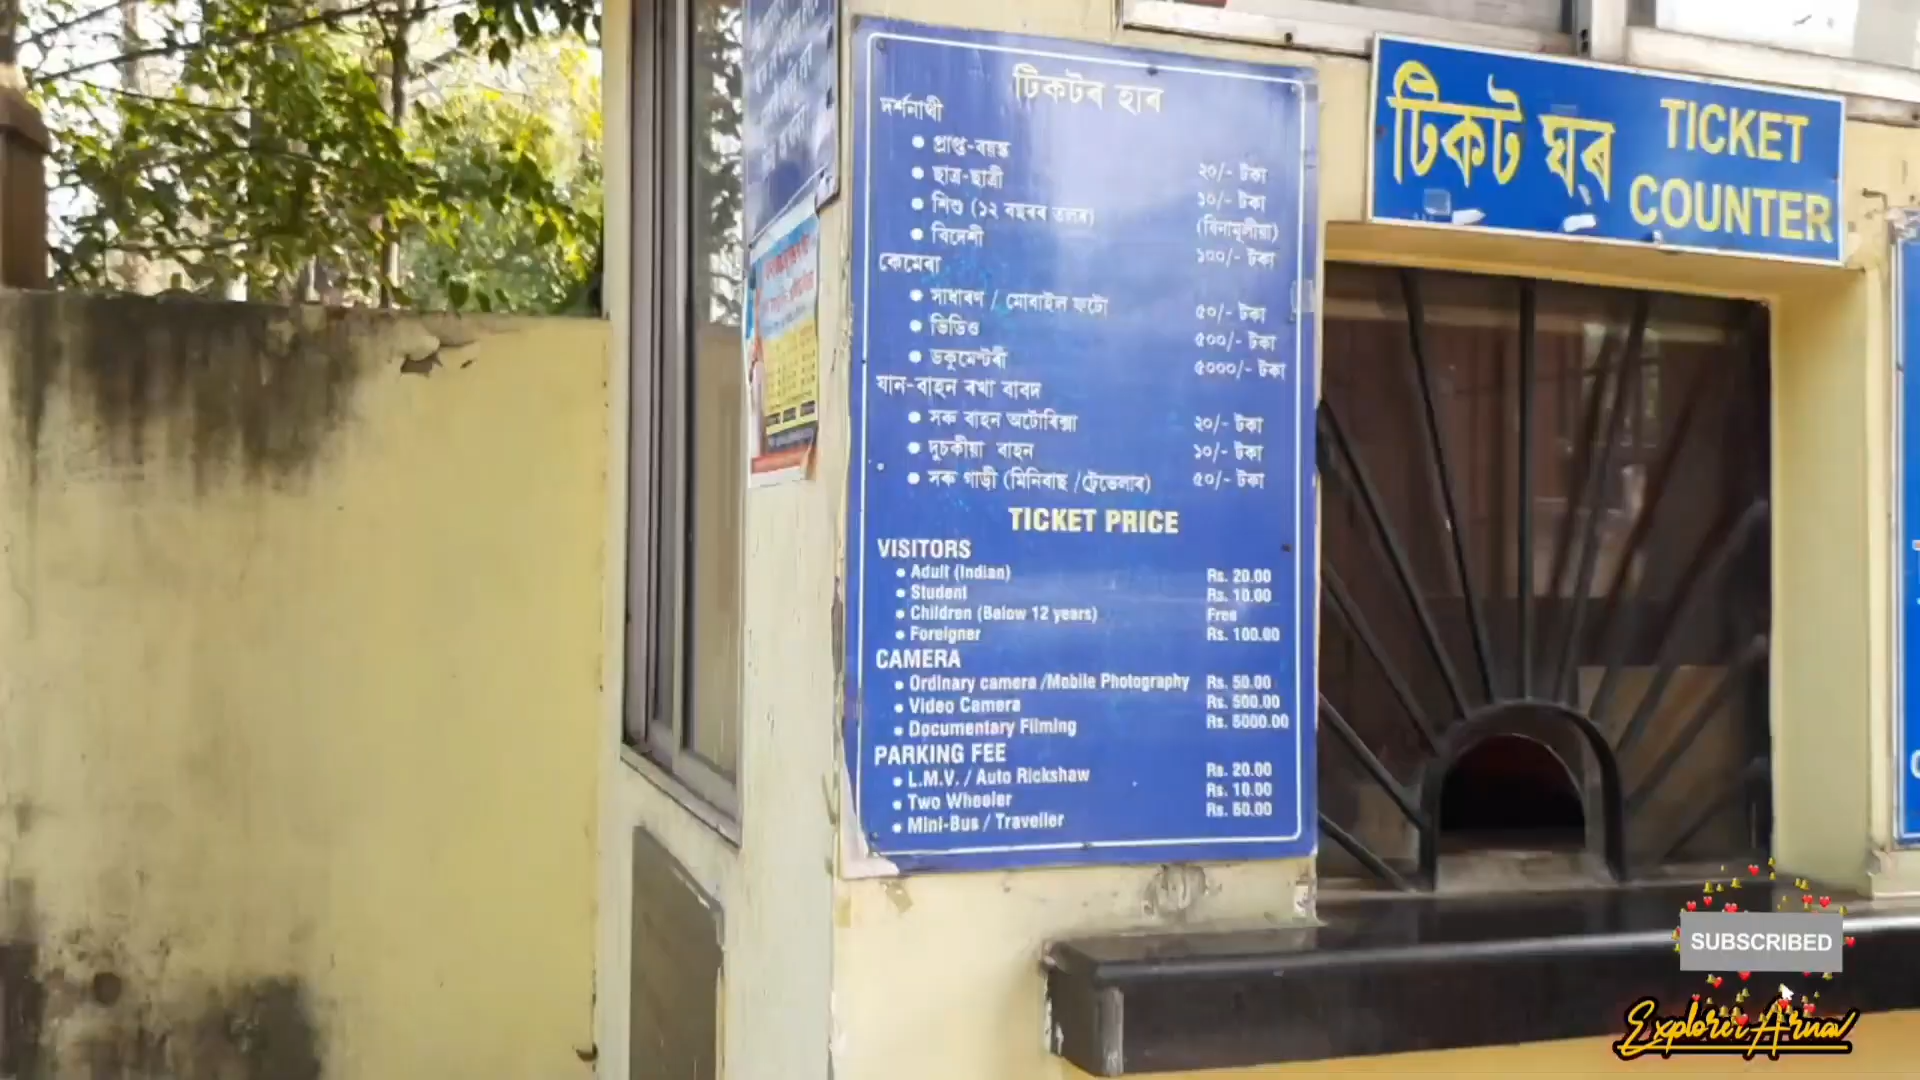 টিকটৰ হাৰ
দৰ্শনাৰ্থী
• প্ৰাপ্ত-বয়স্ক ২০/- টকা
• ছাত্ৰ-ছাত্ৰী ১০/- টকা
• শিশু (১২ বছৰৰ তলৰ) (বিনামূলীয়া)
• বিদেশী ১০০/- টকা
কেমেৰা
• সাধাৰণ / মোবাইল ফটো ৫০/- টকা
• ভিডিও ৫০০/- টকা
• ডকুমেন্টৰী ৫০০০/- টকা
যান-বাহন ৰখা বাবদ
• সৰু বাহন অটোৰিক্সা ২০/- টকা
• দুচকীয়া বাহন ১০/- টকা
• সৰু গাড়ী (মিনিবাছ /ট্ৰেভেলাৰ) ৫০/- টকা
TICKET PRICE
VISITORS
• Adult (Indian) Rs. 20.00
• Student Rs. 10.00
• Children (Below 12 years) Free
• Foreigner Rs. 100.00
CAMERA
• Ordinary camera /Mobile Photography Rs. 50.00
• Video Camera Rs. 500.00
• Documentary Filming Rs. 5000.00
PARKING FEE
• L.M.V. / Auto Rickshaw Rs. 20.00
• Two Wheeler Rs. 10.00
• Mini-Bus / Traveller Rs. 50.00
টিকট ঘৰ
TICKET
COUNTER
SUBSCRIBED
Explorer Arnav